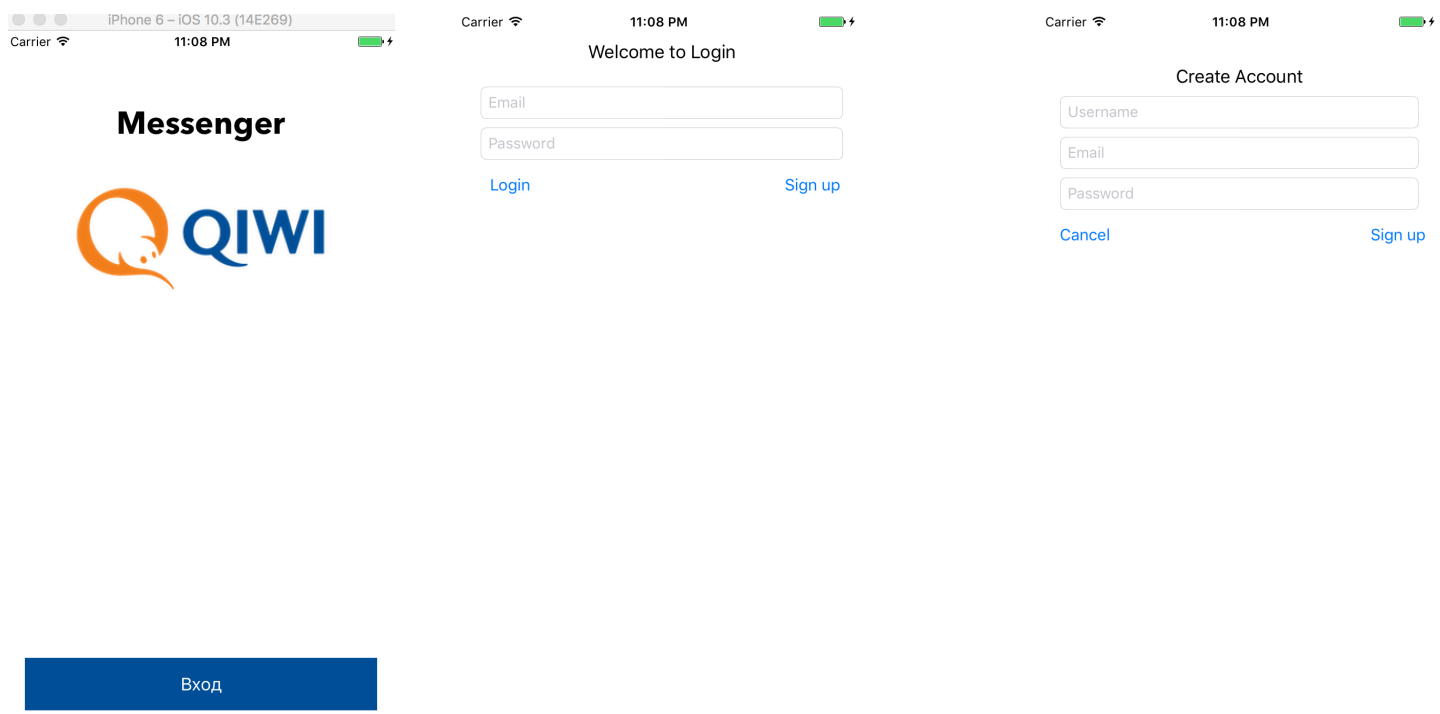 iPhone 6 – iOS 10.3 (14E269)
Carrier 11:08 PM
Messenger
QIWI
Вход
Carrier 11:08 PM
Welcome to Login
Email
Password
Login Sign up
Carrier 11:08 PM
Create Account
Username
Email
Password
Cancel Sign up